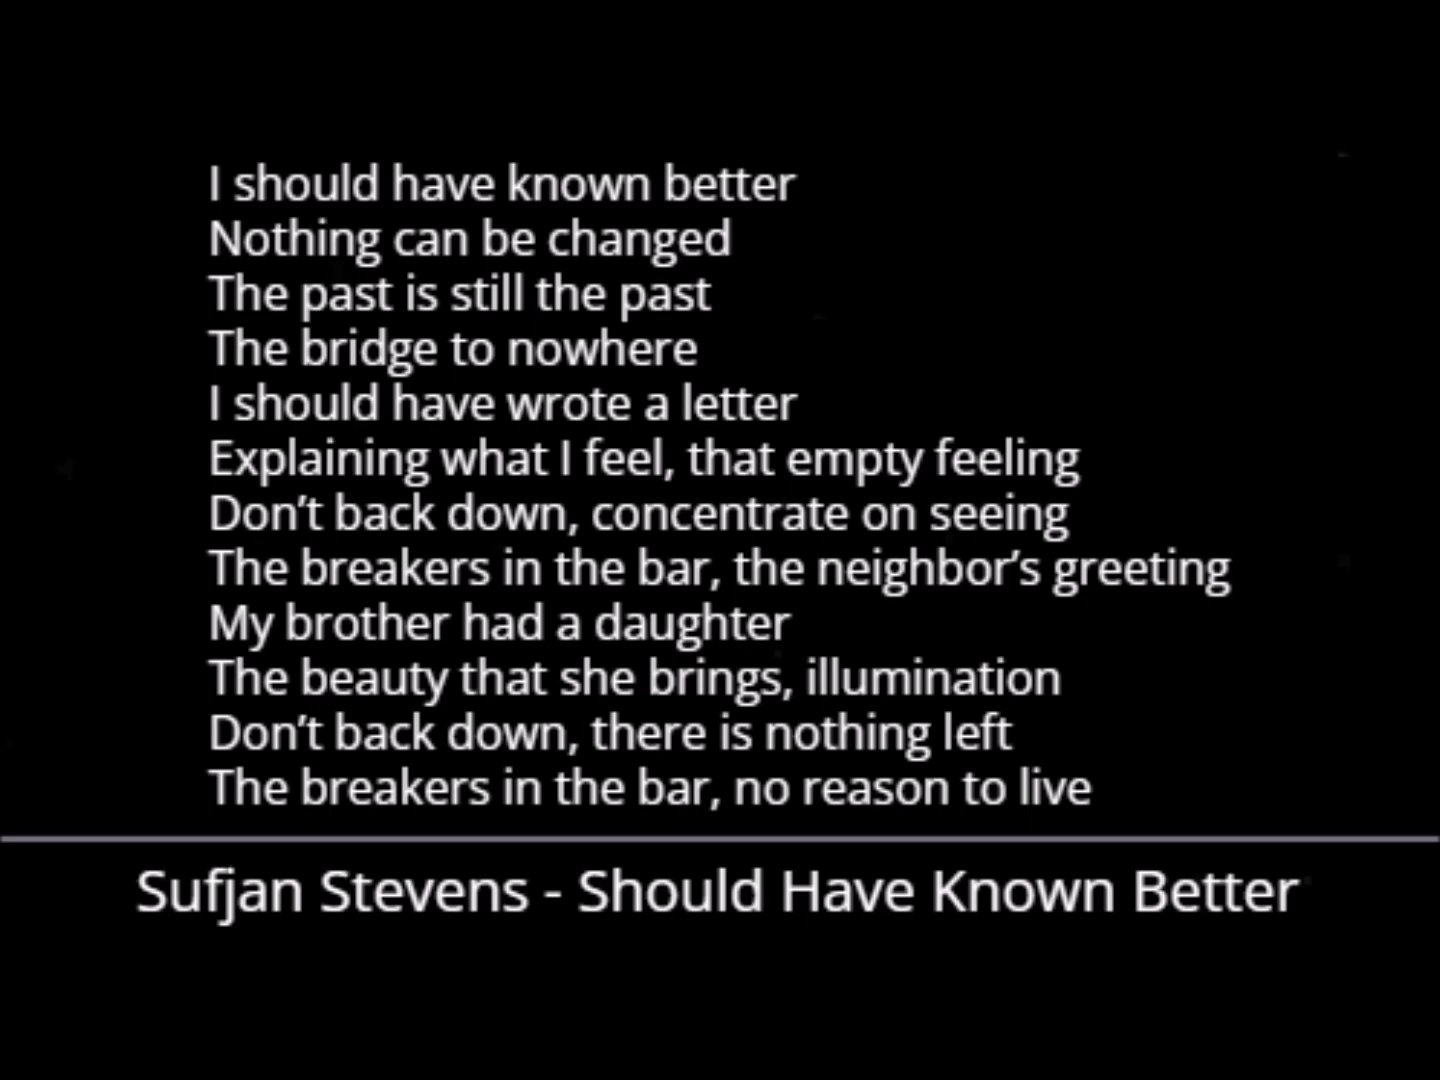 I should have known better
Nothing can be changed
The past is still the past
The bridge to nowhere
I should have wrote a letter
Explaining what I feel, that empty feeling
Don’t back down, concentrate on seeing
The breakers in the bar, the neighbor’s greeting
My brother had a daughter
The beauty that she brings, illumination
Don’t back down, there is nothing left
The breakers in the bar, no reason to live
Sufjan Stevens - Should Have Known Better